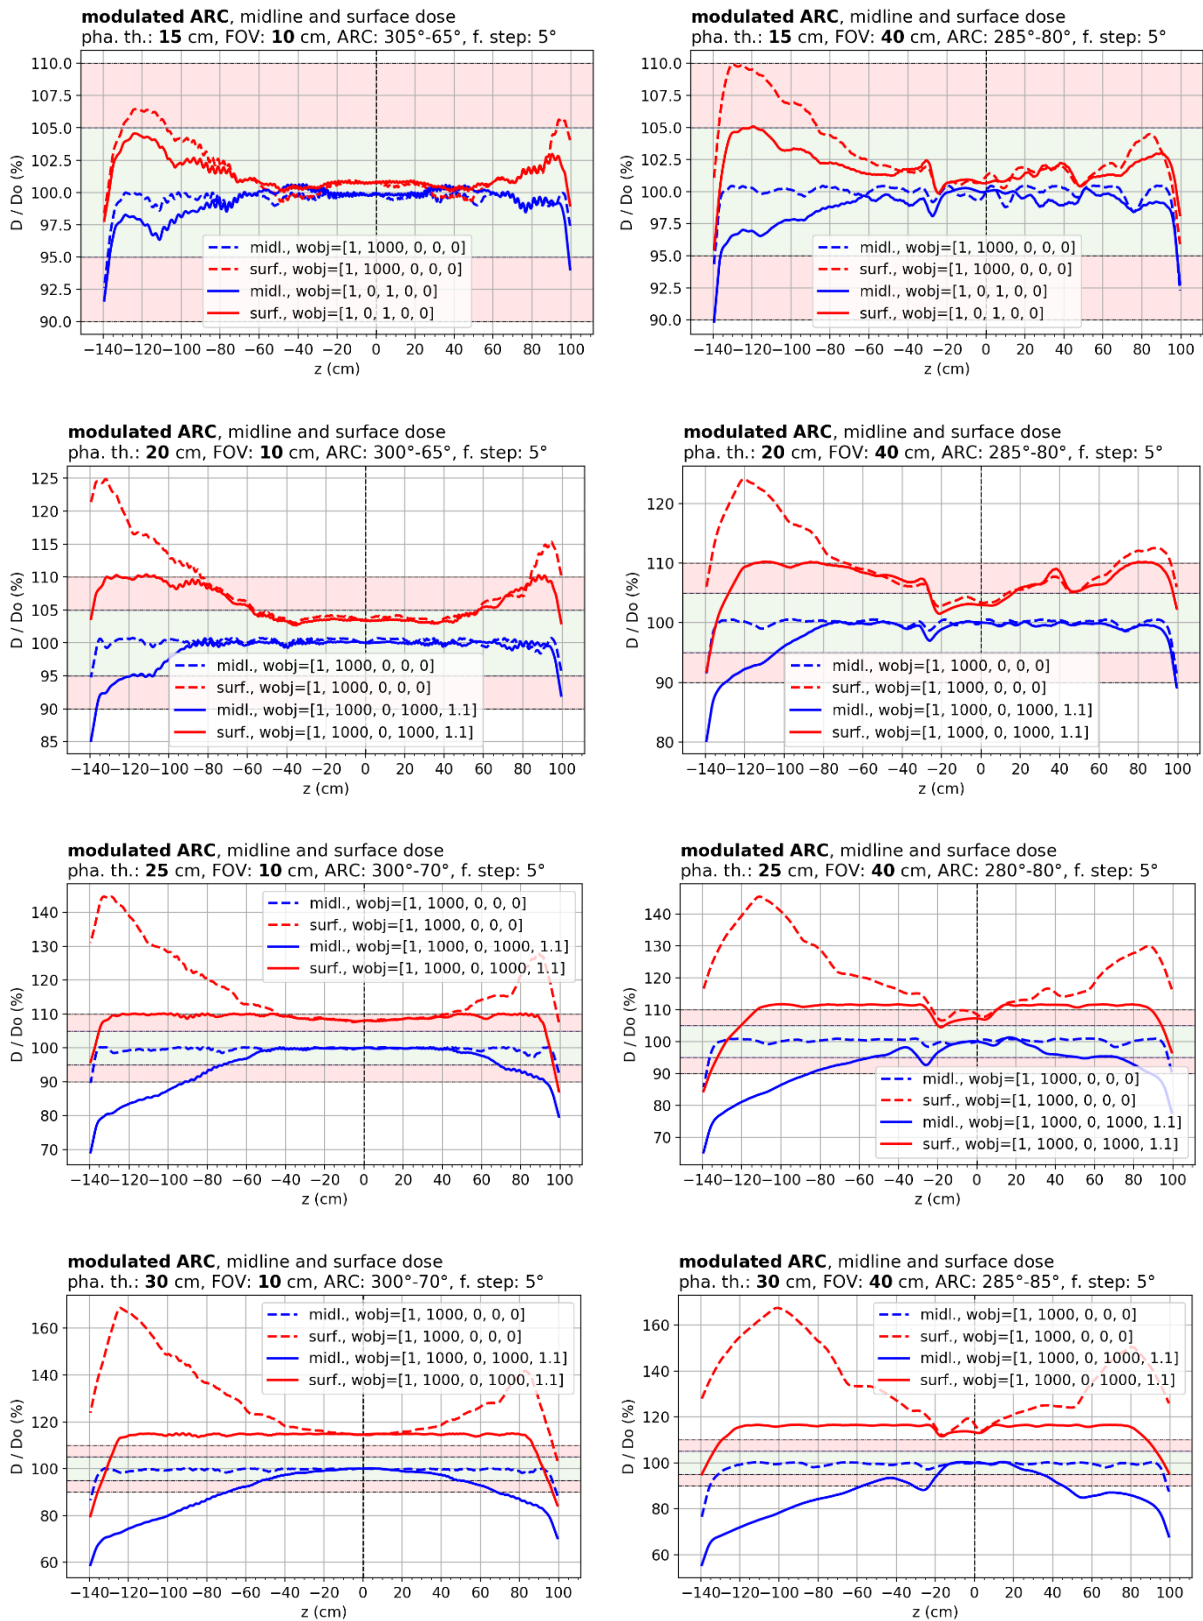 modulated ARC, midline and surface dose
pha. th.: 15 cm, FOV: 10 cm, ARC: 305°-65°, f. step: 5°
110.0
107.5
105.0
102.5
100.0
97.5
95.0
92.5
90.0
D / Do (%)
midl., wobj=[1, 1000, 0, 0, 0]
surf., wobj=[1, 1000, 0, 0, 0]
midl., wobj=[1, 0, 1, 0, 0]
surf., wobj=[1, 0, 1, 0, 0]
−140−120−100 −80 −60 −40 −20 0 20 40 60 80 100
z (cm)
modulated ARC, midline and surface dose
pha. th.: 15 cm, FOV: 40 cm, ARC: 285°-80°, f. step: 5°
110.0
107.5
105.0
102.5
100.0
97.5
95.0
92.5
90.0
D / Do (%)
midl., wobj=[1, 1000, 0, 0, 0]
surf., wobj=[1, 1000, 0, 0, 0]
midl., wobj=[1, 0, 1, 0, 0]
surf., wobj=[1, 0, 1, 0, 0]
−140−120−100 −80 −60 −40 −20 0 20 40 60 80 100
z (cm)
modulated ARC, midline and surface dose
pha. th.: 20 cm, FOV: 10 cm, ARC: 300°-65°, f. step: 5°
125
120
115
110
105
100
95
90
85
D / Do (%)
midl., wobj=[1, 1000, 0, 0, 0]
surf., wobj=[1, 1000, 0, 0, 0]
midl., wobj=[1, 1000, 0, 1000, 1.1]
surf., wobj=[1, 1000, 0, 1000, 1.1]
−140−120−100 −80 −60 −40 −20 0 20 40 60 80 100
z (cm)
modulated ARC, midline and surface dose
pha. th.: 20 cm, FOV: 40 cm, ARC: 285°-80°, f. step: 5°
120
110
100
90
80
D / Do (%)
midl., wobj=[1, 1000, 0, 0, 0]
surf., wobj=[1, 1000, 0, 0, 0]
midl., wobj=[1, 1000, 0, 1000, 1.1]
surf., wobj=[1, 1000, 0, 1000, 1.1]
−140−120−100 −80 −60 −40 −20 0 20 40 60 80 100
z (cm)
modulated ARC, midline and surface dose
pha. th.: 25 cm, FOV: 10 cm, ARC: 300°-70°, f. step: 5°
140
130
120
110
100
90
80
70
D / Do (%)
midl., wobj=[1, 1000, 0, 0, 0]
surf., wobj=[1, 1000, 0, 0, 0]
midl., wobj=[1, 1000, 0, 1000, 1.1]
surf., wobj=[1, 1000, 0, 1000, 1.1]
−140−120−100 −80 −60 −40 −20 0 20 40 60 80 100
z (cm)
modulated ARC, midline and surface dose
pha. th.: 25 cm, FOV: 40 cm, ARC: 280°-80°, f. step: 5°
140
130
120
110
100
90
80
70
D / Do (%)
midl., wobj=[1, 1000, 0, 0, 0]
surf., wobj=[1, 1000, 0, 0, 0]
midl., wobj=[1, 1000, 0, 1000, 1.1]
surf., wobj=[1, 1000, 0, 1000, 1.1]
−140−120−100 −80 −60 −40 −20 0 20 40 60 80 100
z (cm)
modulated ARC, midline and surface dose
pha. th.: 30 cm, FOV: 10 cm, ARC: 300°-70°, f. step: 5°
160
140
120
100
80
60
D / Do (%)
midl., wobj=[1, 1000, 0, 0, 0]
surf., wobj=[1, 1000, 0, 0, 0]
midl., wobj=[1, 1000, 0, 1000, 1.1]
surf., wobj=[1, 1000, 0, 1000, 1.1]
−140−120−100 −80 −60 −40 −20 0 20 40 60 80 100
z (cm)
modulated ARC, midline and surface dose
pha. th.: 30 cm, FOV: 40 cm, ARC: 285°-85°, f. step: 5°
160
140
120
100
80
60
D / Do (%)
midl., wobj=[1, 1000, 0, 0, 0]
surf., wobj=[1, 1000, 0, 0, 0]
midl., wobj=[1, 1000, 0, 1000, 1.1]
surf., wobj=[1, 1000, 0, 1000, 1.1]
−140−120−100 −80 −60 −40 −20 0 20 40 60 80 100
z (cm)